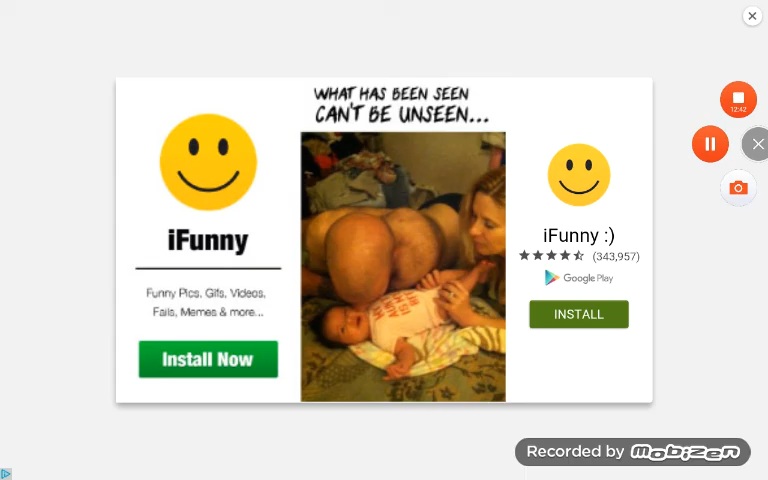 WHAT HAS BEEN SEEN
CAN'T BE UNSEEN...
iFunny
Funny Pics, Gifs, Videos,
Fails, Memes & more...
Install Now
iFunny :)
(343,957)
Google Play
INSTALL
12:42
Recorded by MOBIZEN